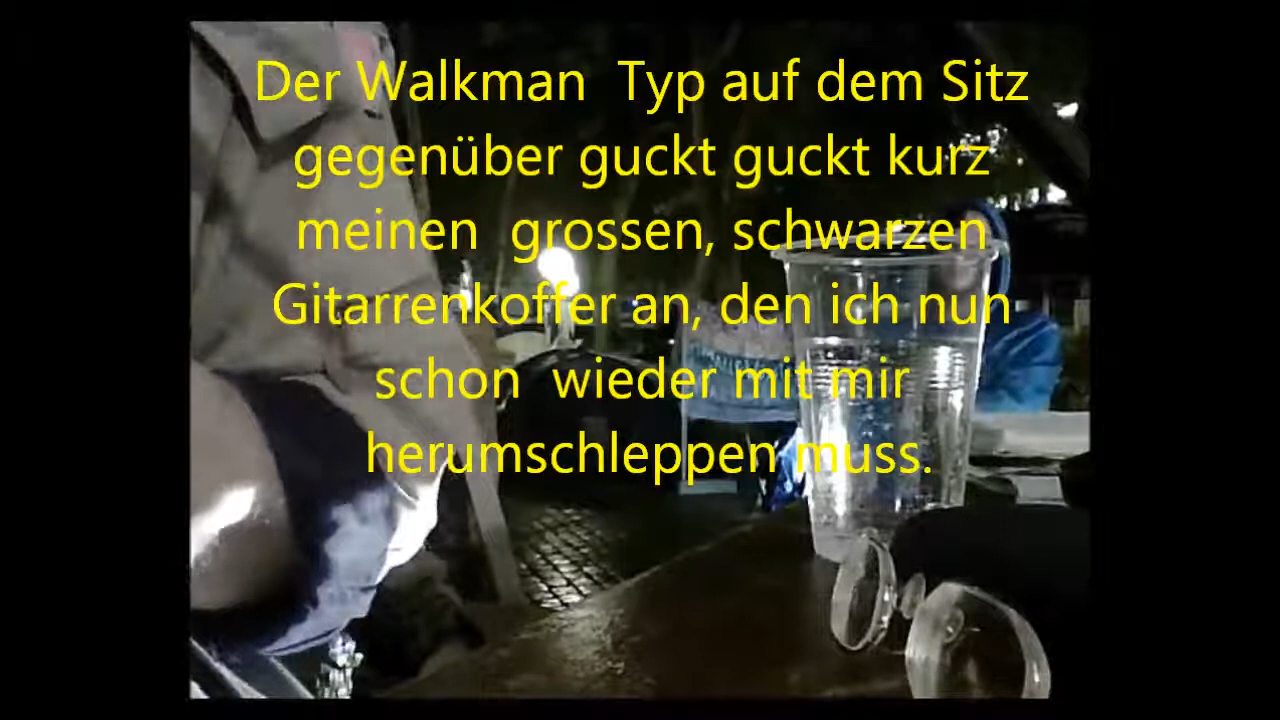 Der Walkman  Typ auf dem Sitz
gegenüber guckt guckt kurz
meinen  grossen, schwarzen
Gitarrenkoffer an, den ich nun
schon  wieder mit mir
herumschleppen muss.